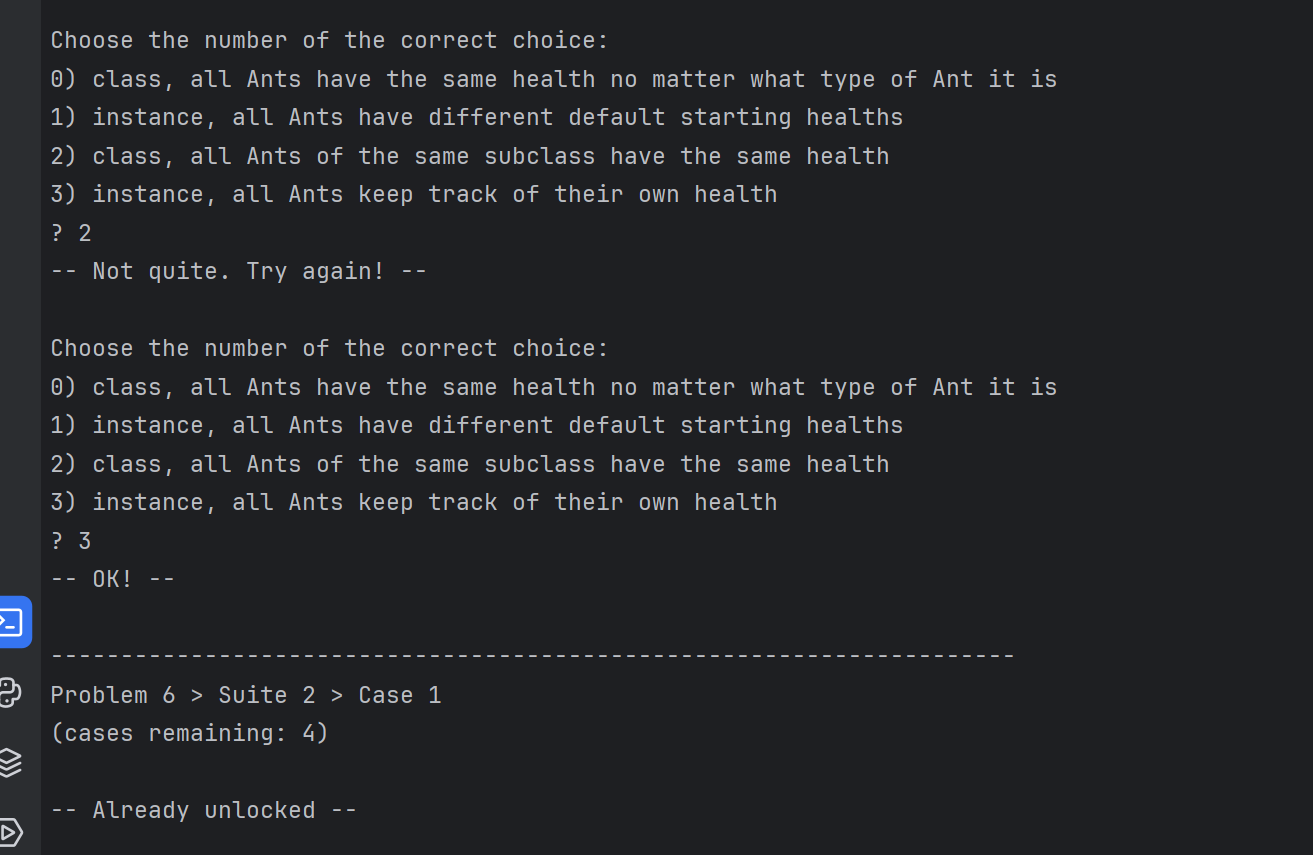 Choose the number of the correct choice:
0) class, all Ants have the same health no matter what type of Ant it is
1) instance, all Ants have different default starting healths
2) class, all Ants of the same subclass have the same health
3) instance, all Ants keep track of their own health
? 2
-- Not quite. Try again! --
Choose the number of the correct choice:
0) class, all Ants have the same health no matter what type of Ant it is
1) instance, all Ants have different default starting healths
2) class, all Ants of the same subclass have the same health
3) instance, all Ants keep track of their own health
? 3
-- OK! --
---------------------------------------------------------------------
Problem 6 > Suite 2 > Case 1
(cases remaining: 4)
-- Already unlocked --